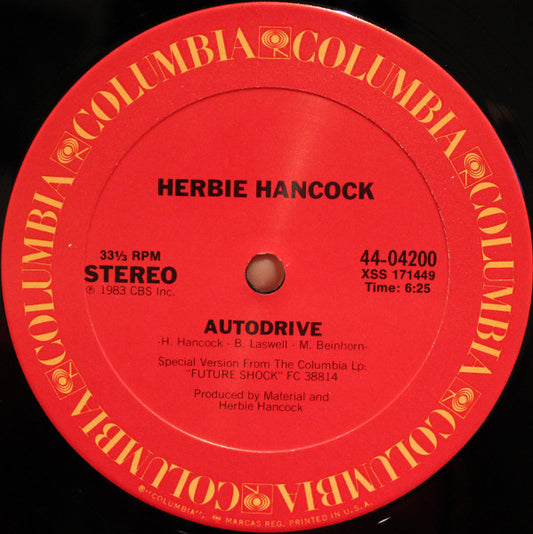 COLUMBIA COLUMBIA COLUMBIA COLUMBIA COLUMBIA COLUMBIA
HERBIE HANCOCK
33⅓ RPM
STEREO
℗ 1983 CBS Inc.
44-04200
XSS 171449
Time: 6:25
AUTODRIVE
-H. Hancock - B. Laswell - M. Beinhorn-
Special Version From The Columbia Lp:
"FUTURE SHOCK" FC 38814
Produced by Material and
Herbie Hancock
®"COLUMBIA", MARCAS REG. PRINTED IN U.S.A.